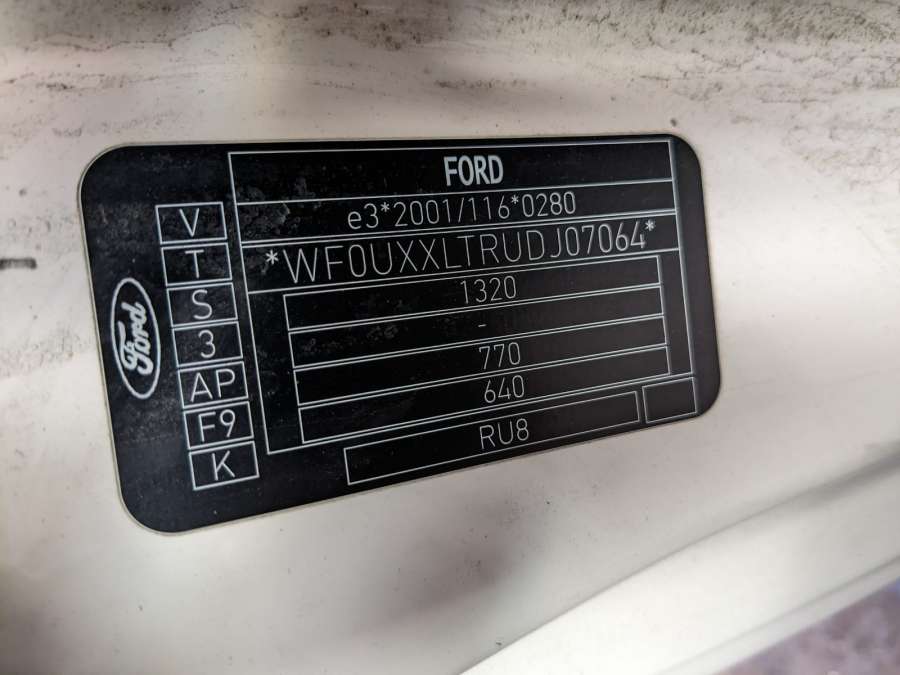 FORD
e3*2001/116*0280
*WF0UXXLTRUDJ07064*
1320
-
770
640
RU8
V
T
S
3
AP
F9
K
Ford